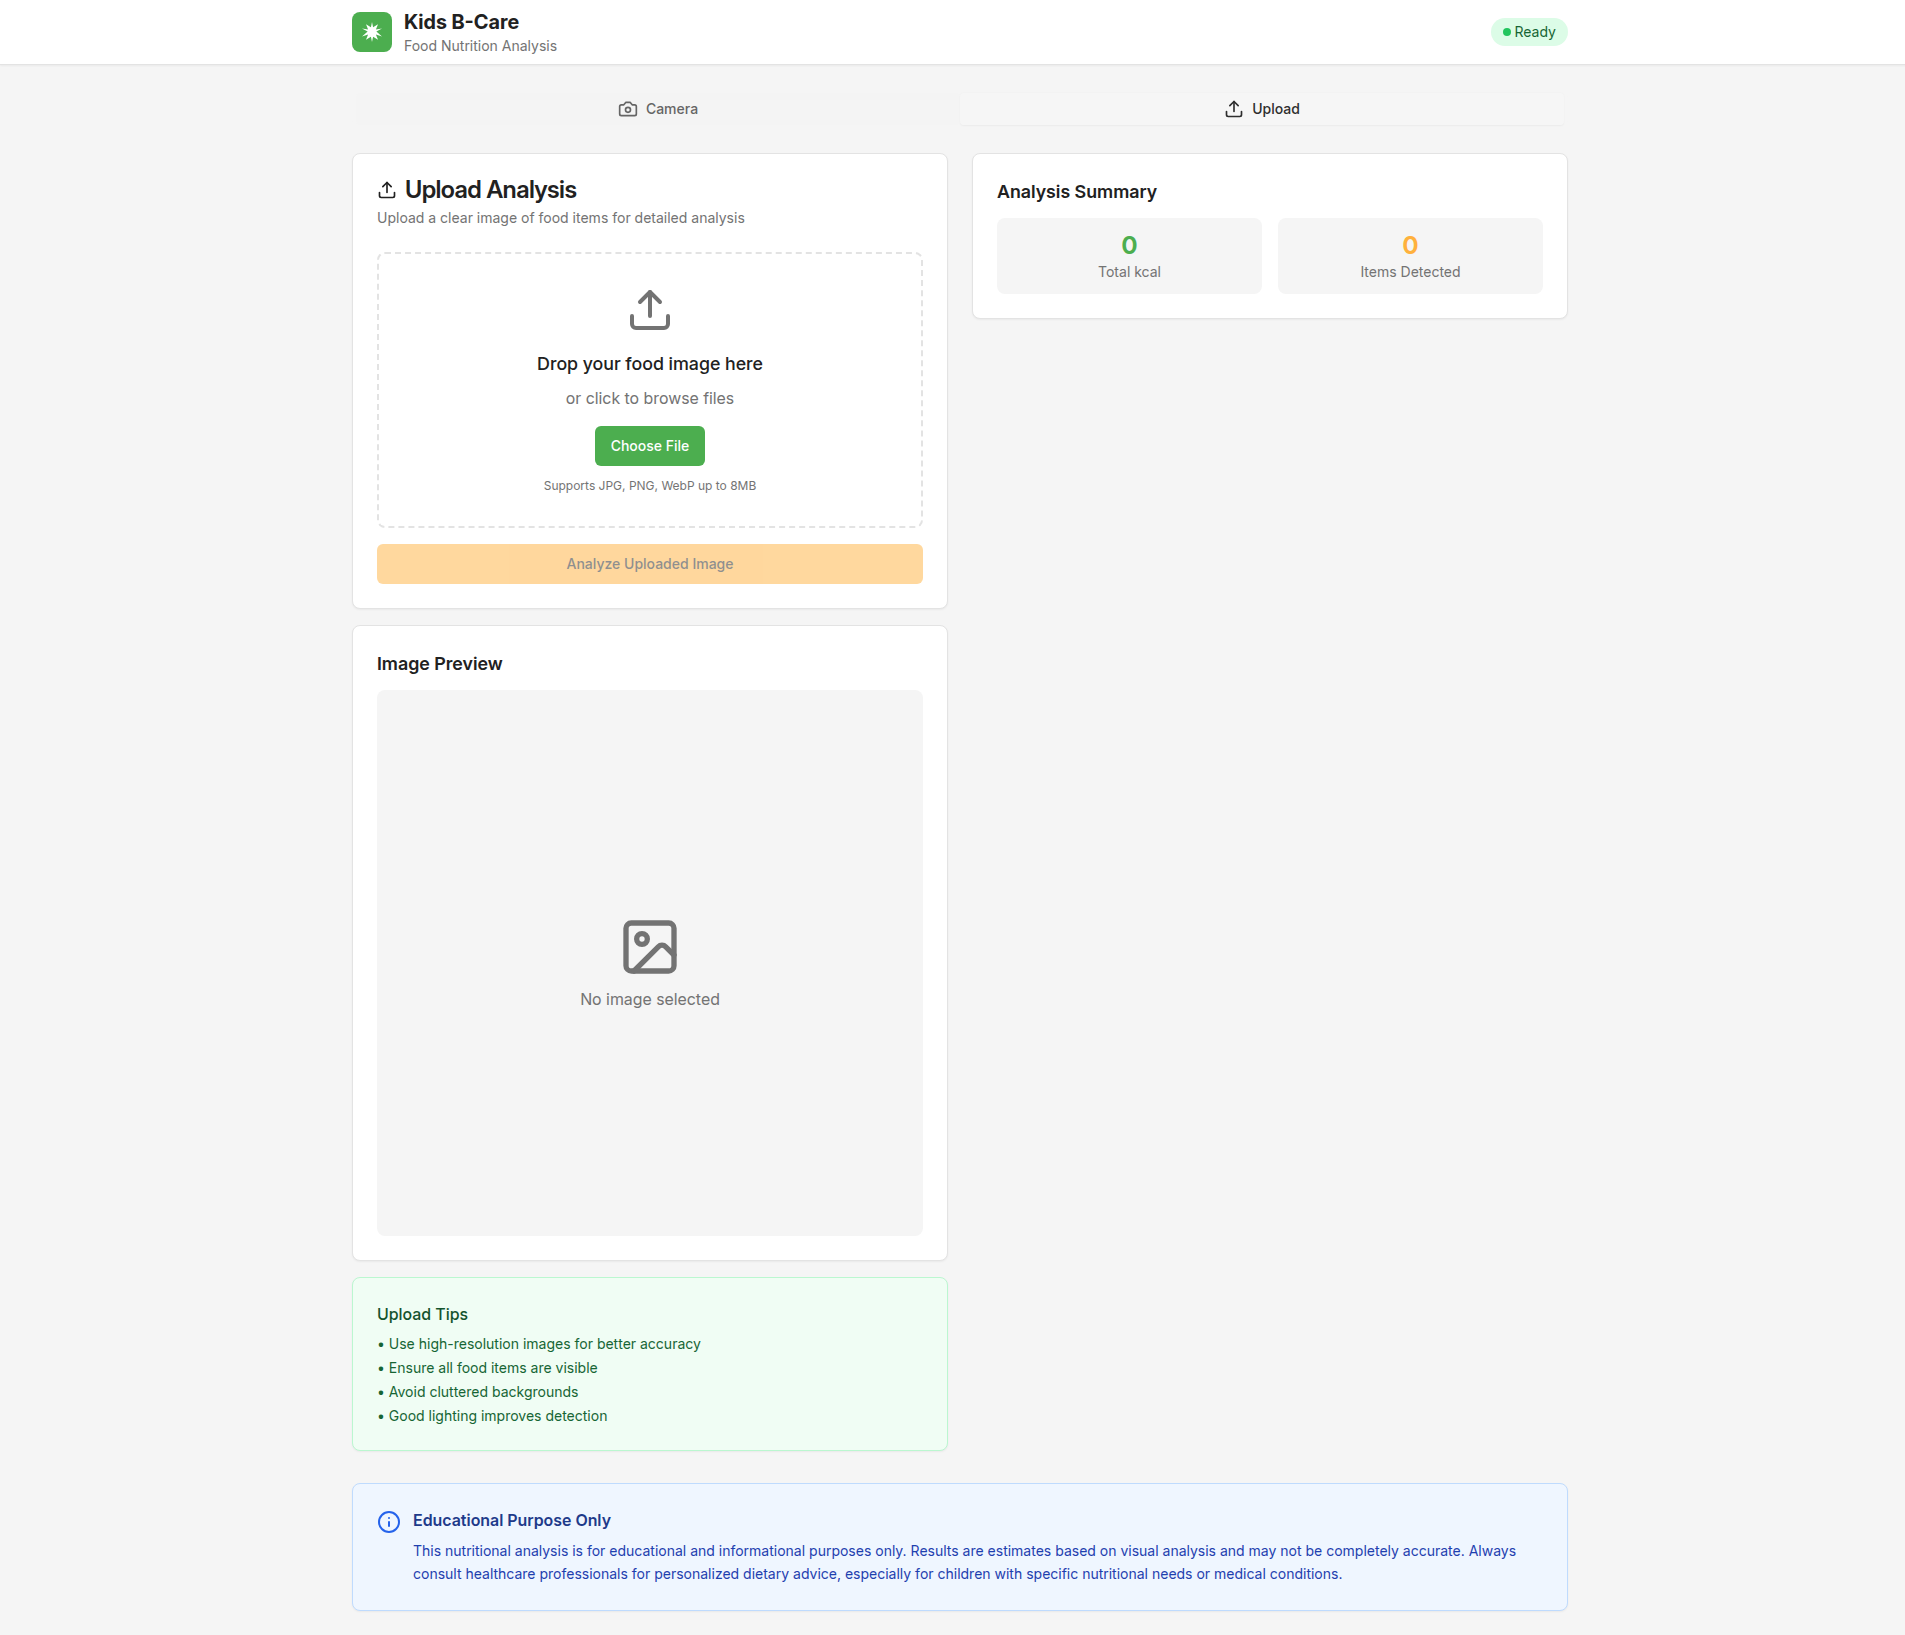 Kids B-Care
Food Nutrition Analysis
Ready
Camera
Upload
Upload Analysis
Upload a clear image of food items for detailed analysis
Drop your food image here
or click to browse files
Choose File
Supports JPG, PNG, WebP up to 8MB
Analyze Uploaded Image
Analysis Summary
0
Total kcal
0
Items Detected
Image Preview
No image selected
Upload Tips
• Use high-resolution images for better accuracy
• Ensure all food items are visible
• Avoid cluttered backgrounds
• Good lighting improves detection
Educational Purpose Only
This nutritional analysis is for educational and informational purposes only. Results are estimates based on visual analysis and may not be completely accurate. Always
consult healthcare professionals for personalized dietary advice, especially for children with specific nutritional needs or medical conditions.